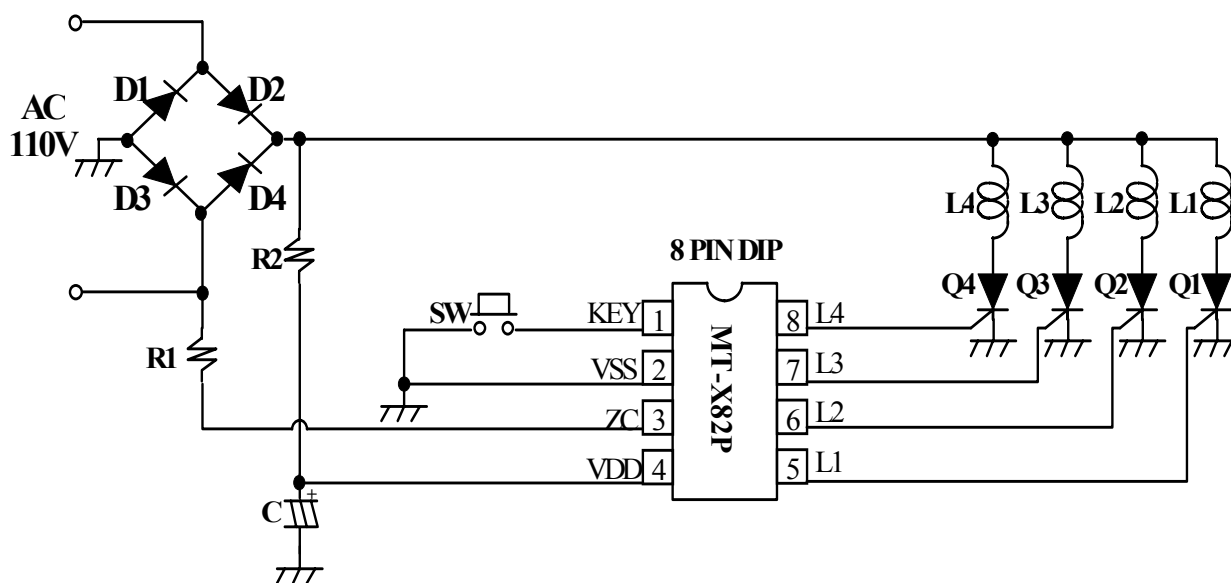 D1
D2
AC
110V
D3
D4
R2
R1
L4
L3
L2
L1
8 PIN DIP
Q4
Q3
Q2
Q1
SW
KEY
1
8
L4
VSS
2
7
L3
ZC
3
6
L2
VDD
4
5
L1
MT-X82P
C
+